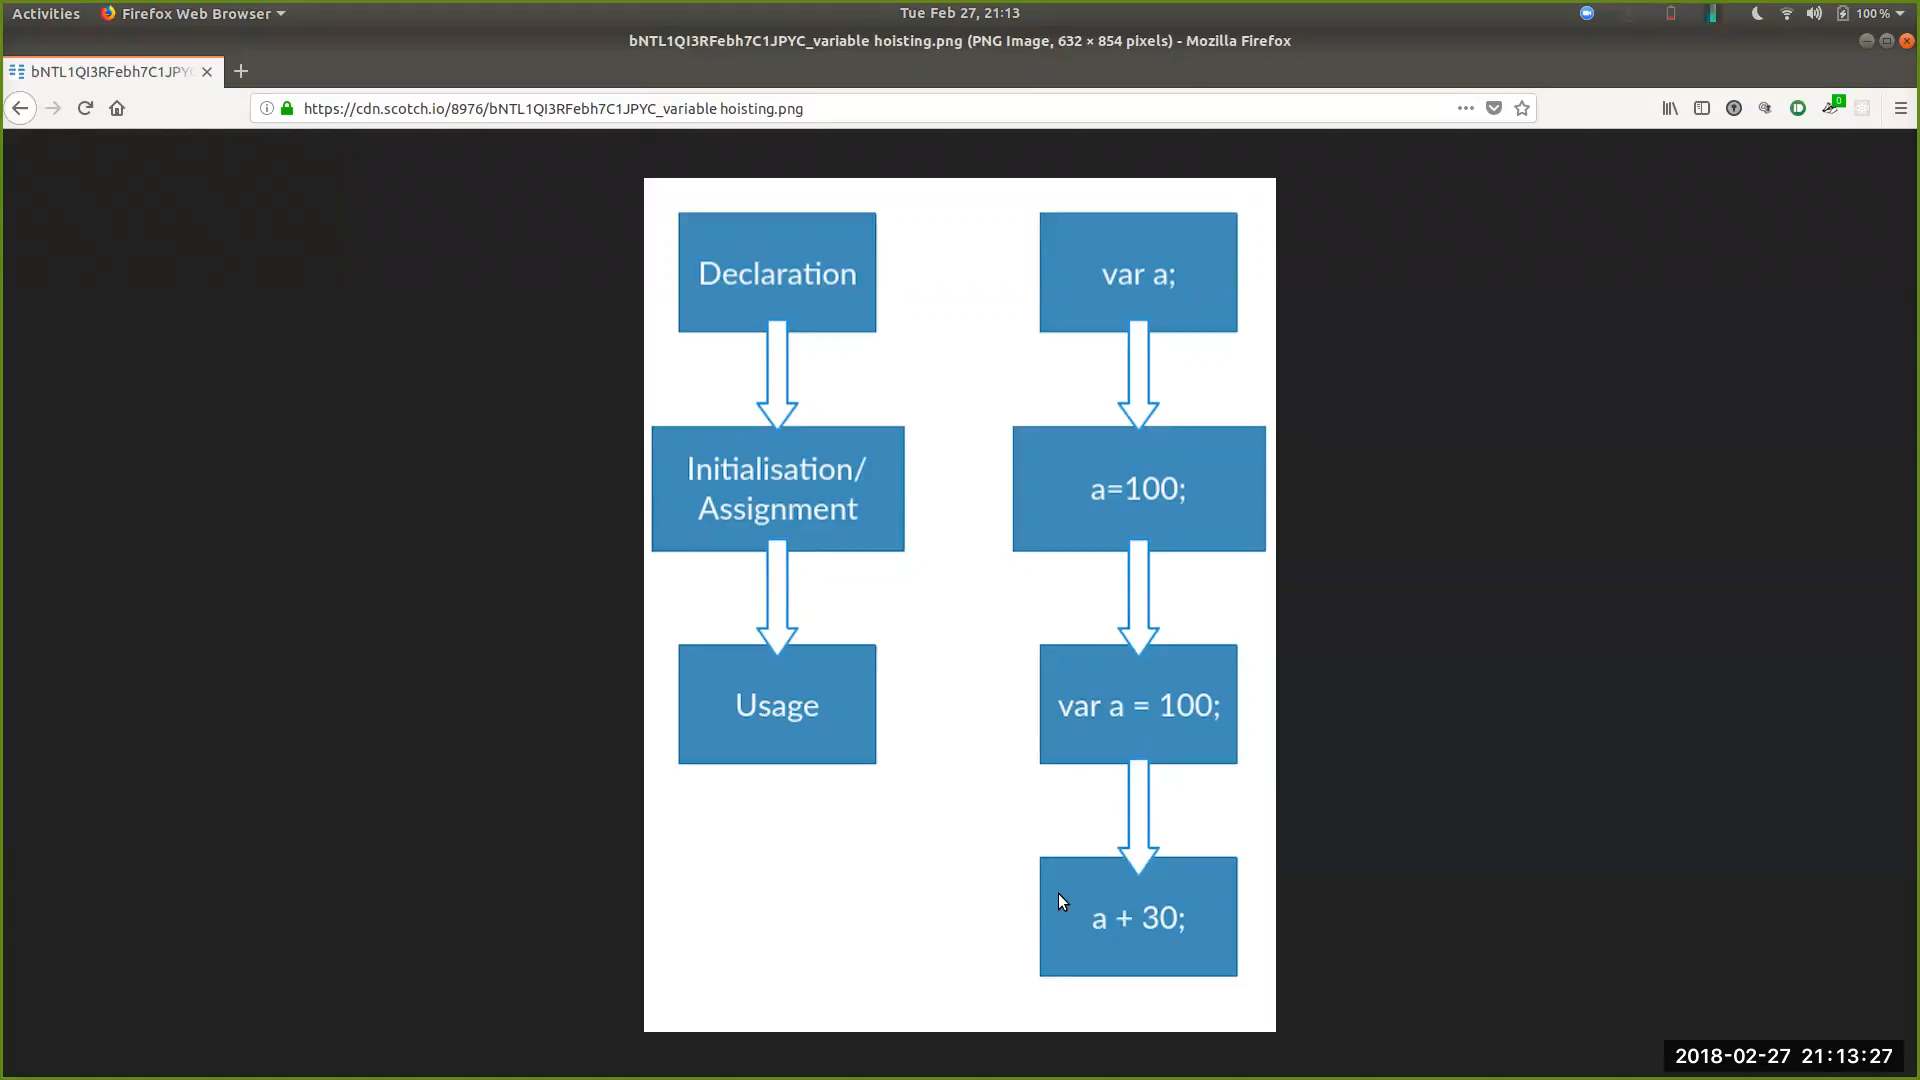 Activities
Firefox Web Browser
Tue Feb 27, 21:13
100 %
bNTL1QI3RFebh7C1JPYC_variable hoisting.png (PNG Image, 632 × 854 pixels) - Mozilla Firefox
bNTL1QI3RFebh7C1JPYC
https://cdn.scotch.io/8976/bNTL1QI3RFebh7C1JPYC_variable hoisting.png
0
Declaration
Initialisation/
Assignment
Usage
var a;
a=100;
var a = 100;
a + 30;
2018-02-27 21:13:27